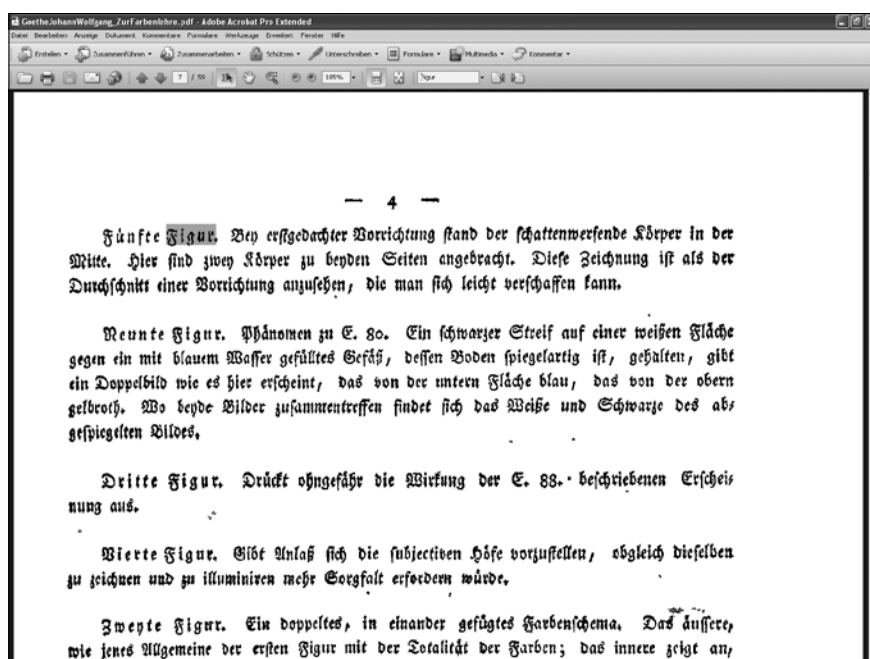 GoetheJohannWolfgang_ZurFarbenlehre.pdf - Adobe Acrobat Pro Extended
Datei Bearbeiten Anzeige Dokument Kommentare Formulare Werkzeuge Erweitert Fenster Hilfe
Erstellen Zusammenführen Zusammenarbeiten Schützen Unterschreiben Formulare Multimedia Kommentar
7 / 59 185% figur
— 4 —
Fünfte Figur. Bey erstgedachter Vorrichtung stand der schattenwerfende Körper in der
Mitte. Hier sind zwey Körper zu beyden Seiten angebracht. Diese Zeichnung ist als der
Durchschnitt einer Vorrichtung anzusehen, die man sich leicht verschaffen kann.
Neunte Figur. Phänomen zu E. 80. Ein schwarzer Streif auf einer weißen Fläche
gegen ein mit blauem Wasser gefülltes Gefäß, dessen Boden spiegelartig ist, gehalten, gibt
ein Doppelbild wie es hier erscheint, das von der untern Fläche blau, das von der obern
gelbroth. Wo beyde Bilder zusammentreffen findet sich das Weiße und Schwarze des ab-
gespiegelten Bildes.
Dritte Figur. Drückt ohngefähr die Wirkung der E. 88. beschriebenen Erschei-
nung aus.
Vierte Figur. Gibt Anlaß sich die subjectiven Höfe vorzustellen, obgleich dieselben
zu zeichnen und zu illuminiren mehr Sorgfalt erfordern würde.
Zweyte Figur. Ein doppeltes, in einander gefügtes Farbenschema. Das äussere,
wie jenes Allgemeine der ersten Figur mit der Totalität der Farben; das innere zeigt an,